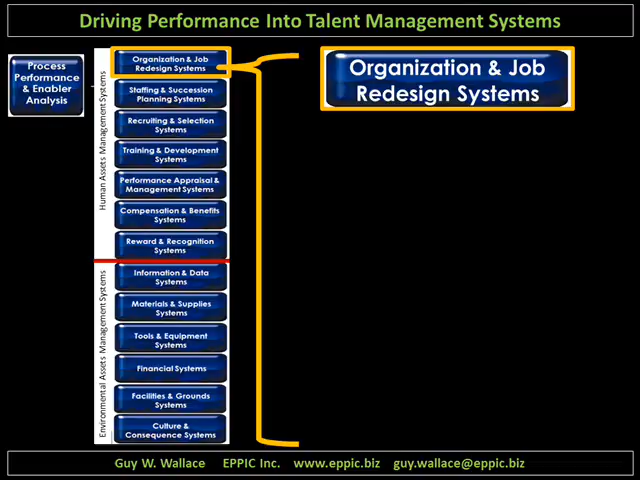 Driving Performance Into Talent Management Systems
Process
Performance
& Enabler
Analysis
Human Assets Management Systems
Organization & Job
Redesign Systems
Staffing & Succession
Planning Systems
Recruiting & Selection
Systems
Training & Development
Systems
Performance Appraisal &
Management Systems
Compensation & Benefits
Systems
Reward & Recognition
Systems
Environmental Assets Management Systems
Information & Data
Systems
Materials & Supplies
Systems
Tools & Equipment
Systems
Financial Systems
Facilities & Grounds
Systems
Culture &
Consequence Systems
Organization & Job
Redesign Systems
Guy W. Wallace EPPIC Inc. www.eppic.biz guy.wallace@eppic.biz